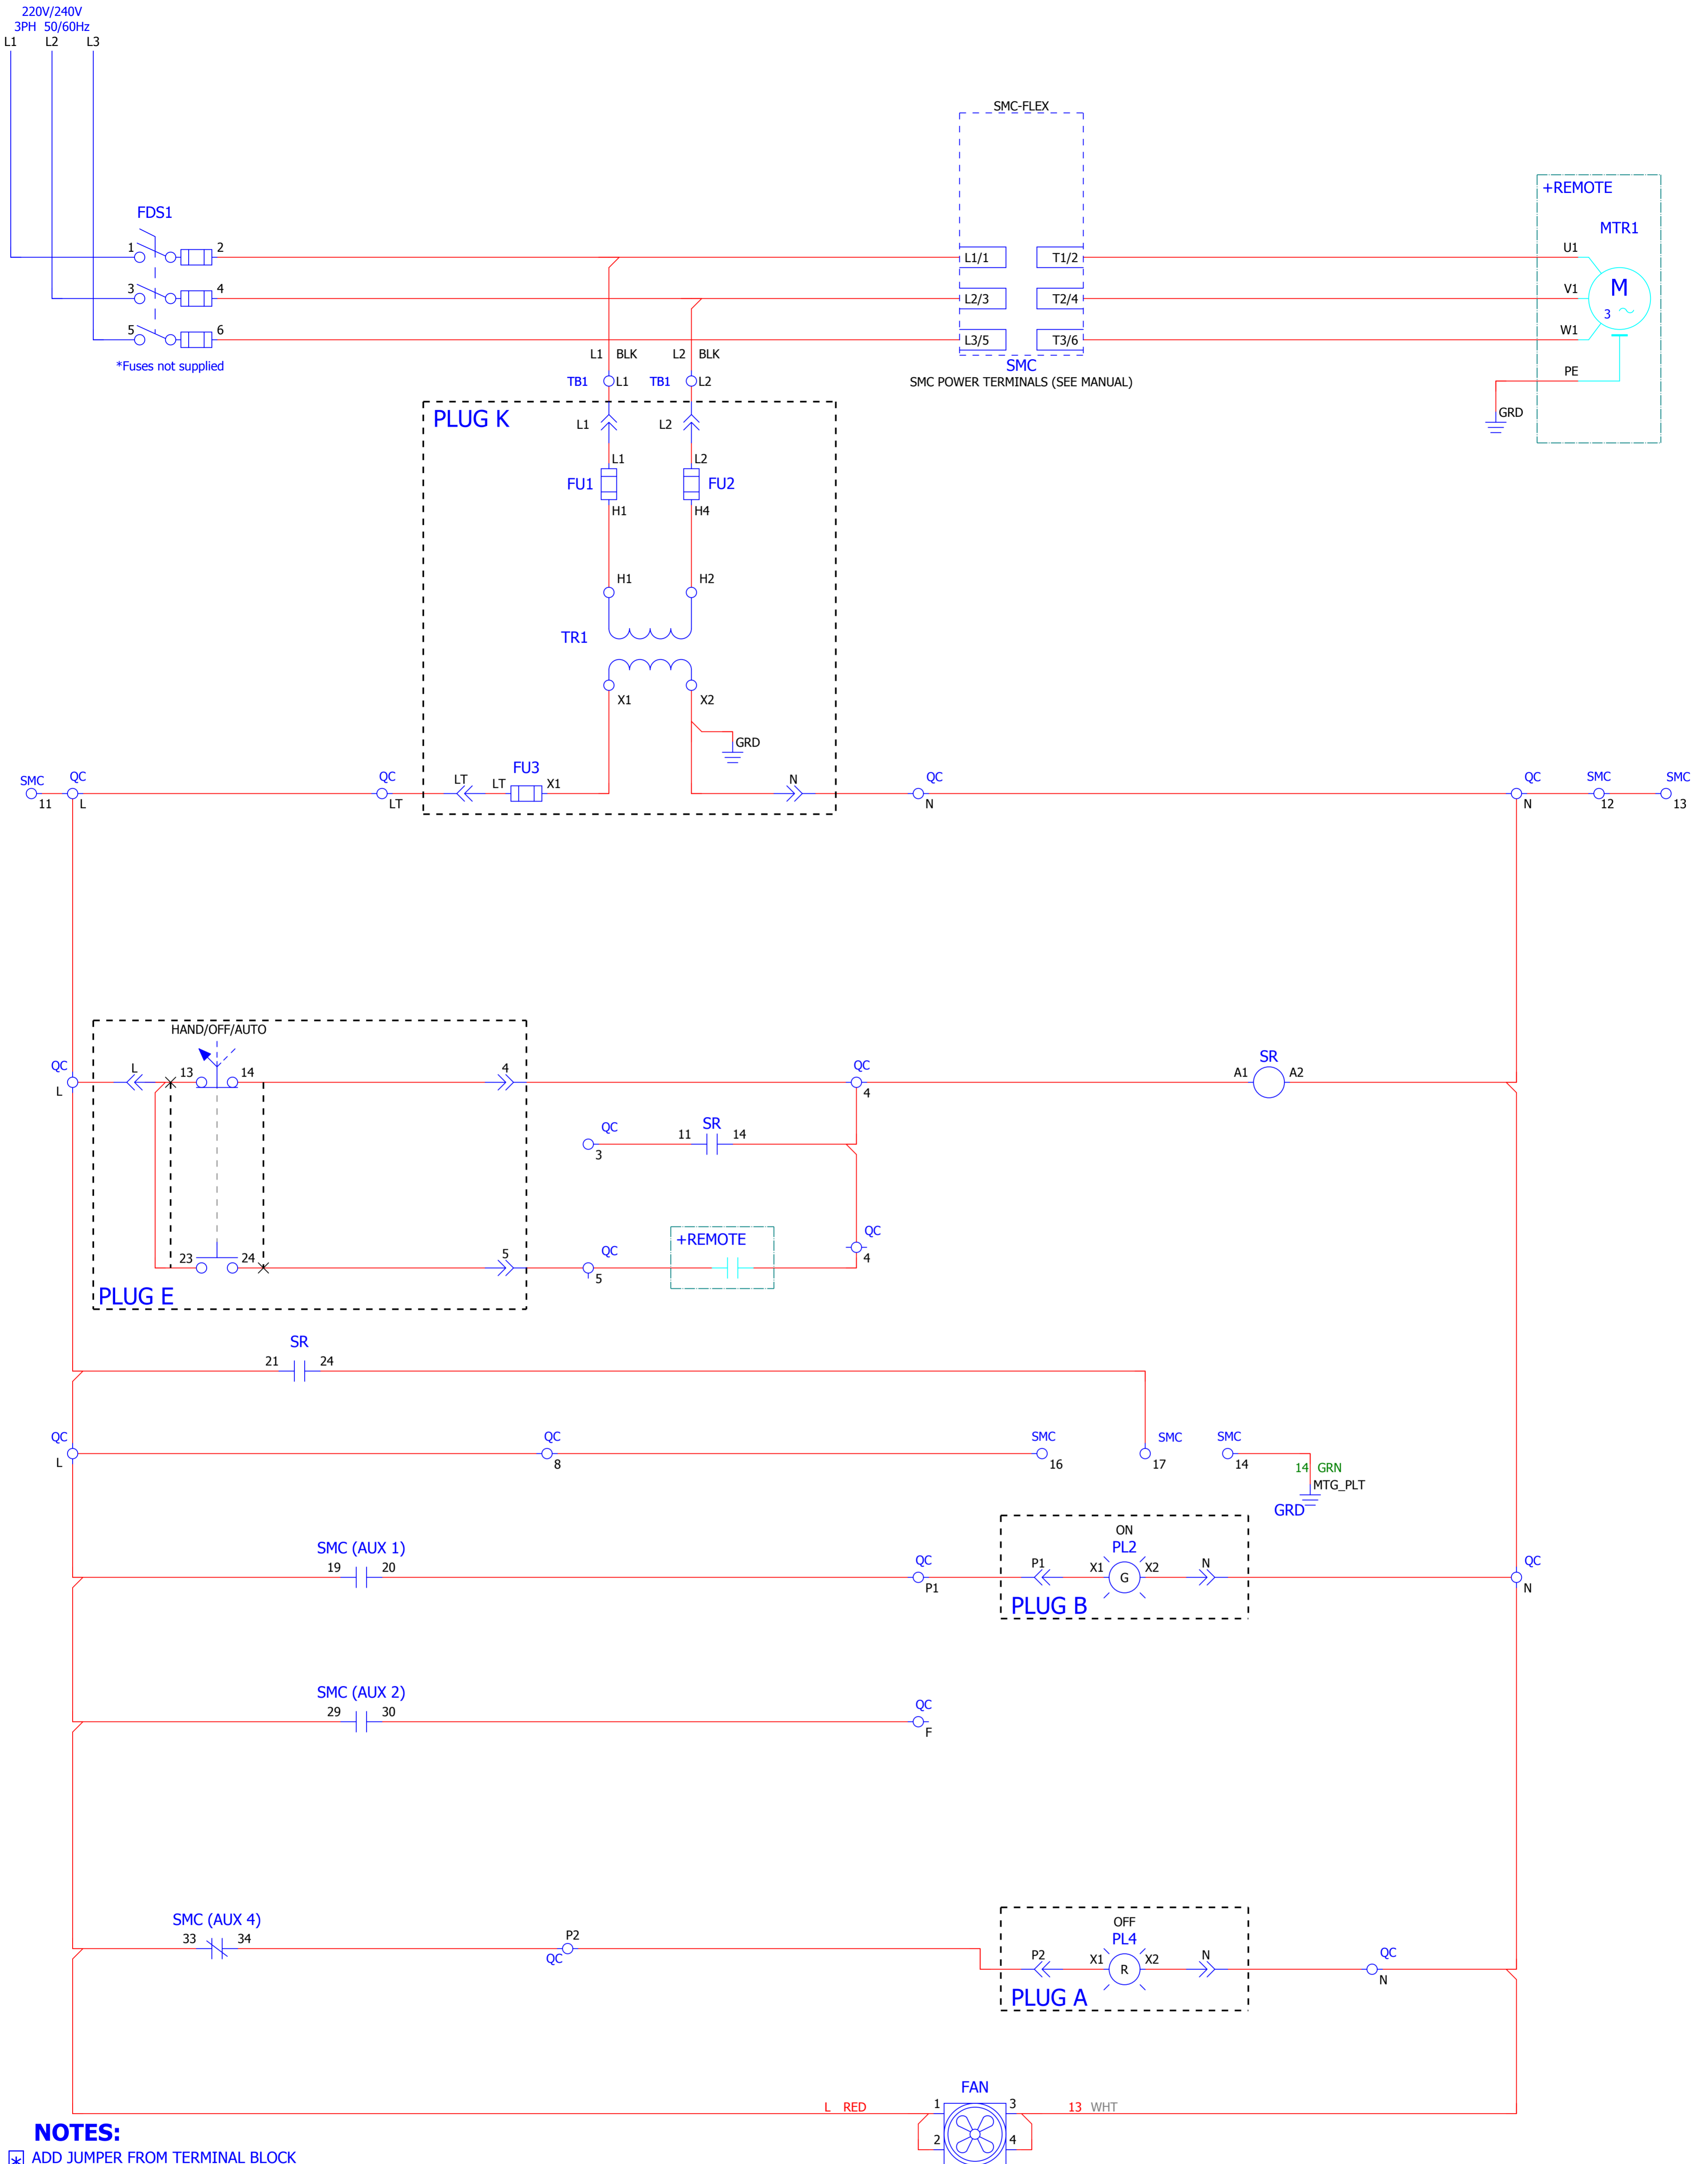 220V/240V
3PH 50/60Hz
L1 L2 L3
SMC-FLEX
+REMOTE
FDS1
MTR1
1 2 L1/1 T1/2 U1
3 4 L2/3 T2/4 V1 M
3
5 6 L3/5 T3/6 W1
*Fuses not supplied
L1 BLK L2 BLK
SMC
PE
TB1 L1 TB1 L2
SMC POWER TERMINALS (SEE MANUAL)
PLUG K
L1 L2
GRD
L1 L2
FU1 FU2
H1 H4
H1 H2
TR1
X1 X2
GRD
SMC QC QC LT LT FU3 X1 N QC QC SMC SMC
11 L LT N N 12 13
HAND/OFF/AUTO
QC L 13 14 4 QC A1 SR A2
L 4
QC 11 SR 14
3
+REMOTE
QC
23 24 5 QC 4
5
PLUG E
SR
21 24
QC QC SMC SMC SMC
L 8 16 17 14
14 GRN
MTG_PLT
GRD
ON
SMC (AUX 1) PL2
19 20 QC P1 X1 G X2 N QC
P1 N
PLUG B
SMC (AUX 2)
29 30 QC
F
OFF
SMC (AUX 4) PL4
33 34 P2
QC
P2 X1 R X2 N QC
N
PLUG A
FAN
L RED 1 3 13 WHT
2 4
NOTES:
* ADD JUMPER FROM TERMINAL BLOCK